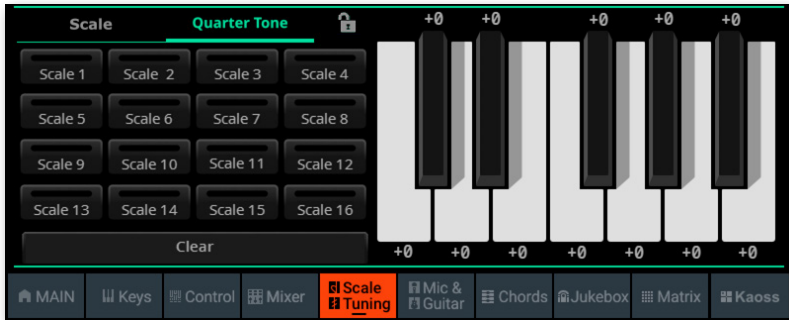 Scale Quarter Tone
+0 +0 +0 +0 +0
Scale 1 Scale 2 Scale 3 Scale 4
Scale 5 Scale 6 Scale 7 Scale 8
Scale 9 Scale 10 Scale 11 Scale 12
Scale 13 Scale 14 Scale 15 Scale 16
Clear
+0 +0 +0 +0 +0 +0 +0
MAIN Keys Control Mixer Scale Tuning Mic & Guitar Chords Jukebox Matrix Kaoss